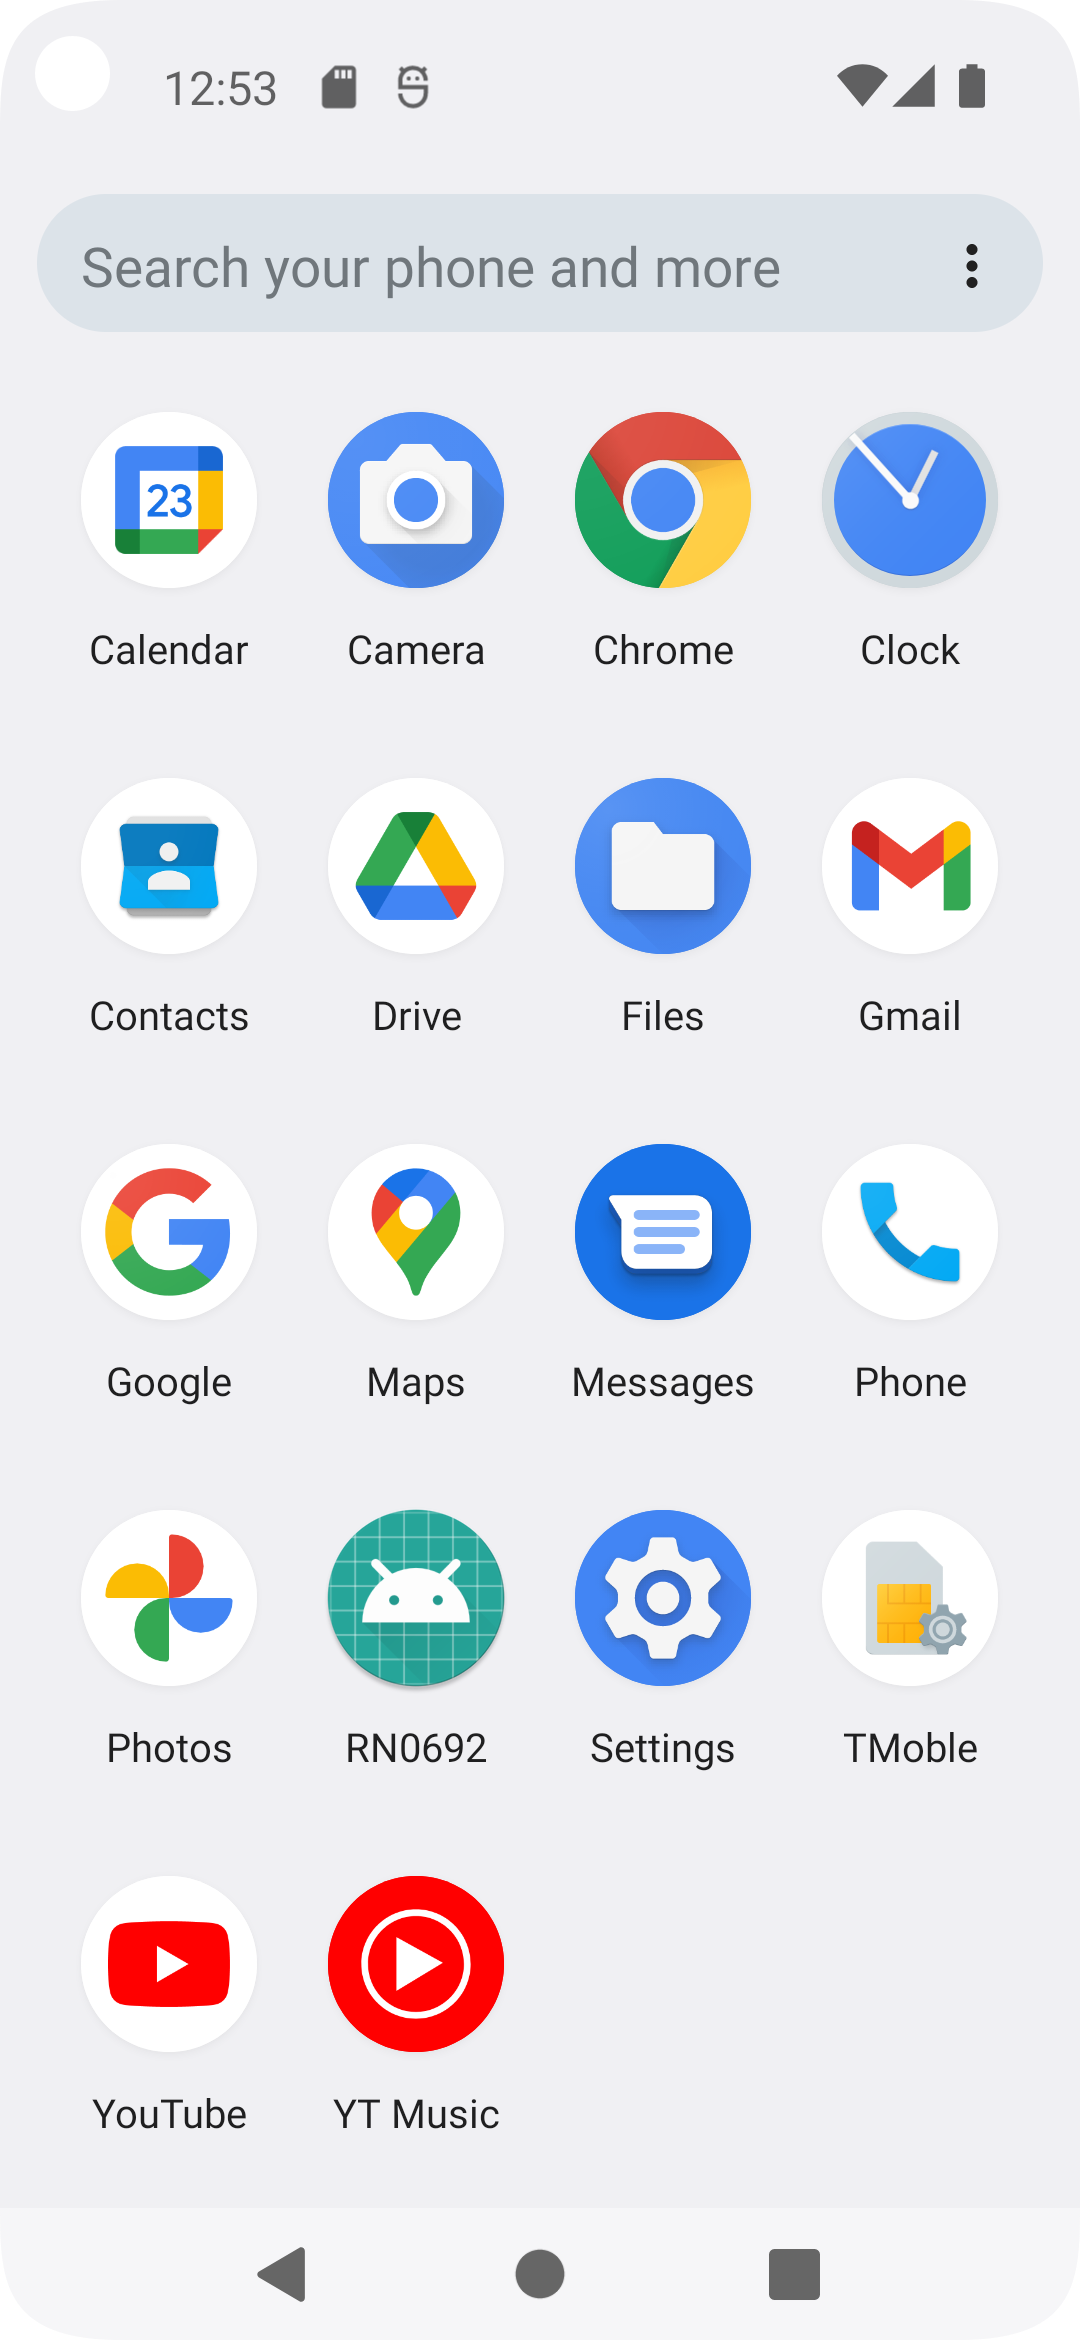 12:53
Search your phone and more
23
Calendar Camera Chrome Clock
Contacts Drive Files Gmail
Google Maps Messages Phone
Photos RN0692 Settings TMoble
YouTube YT Music